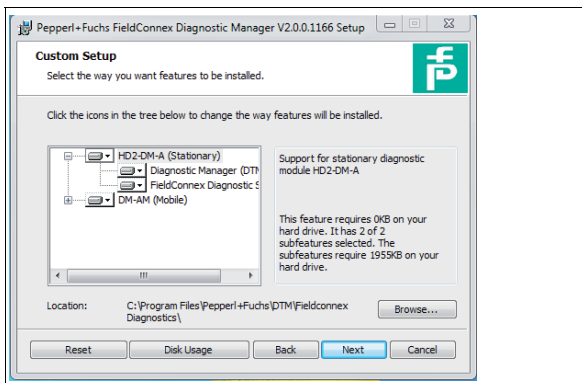 Pepperl+Fuchs FieldConnex Diagnostic Manager V2.0.0.1166 Setup
Custom Setup
Select the way you want features to be installed.
Click the icons in the tree below to change the way features will be installed.
HD2-DM-A (Stationary)
Diagnostic Manager (DTM
FieldConnex Diagnostic S
DM-AM (Mobile)
Support for stationary diagnostic
module HD2-DM-A
This feature requires 0KB on your
hard drive. It has 2 of 2
subfeatures selected. The
subfeatures require 1955KB on your
hard drive.
Location:
C:\Program Files\Pepperl+Fuchs\DTM\Fieldconnex
Diagnostics\
Browse...
Reset
Disk Usage
Back
Next
Cancel